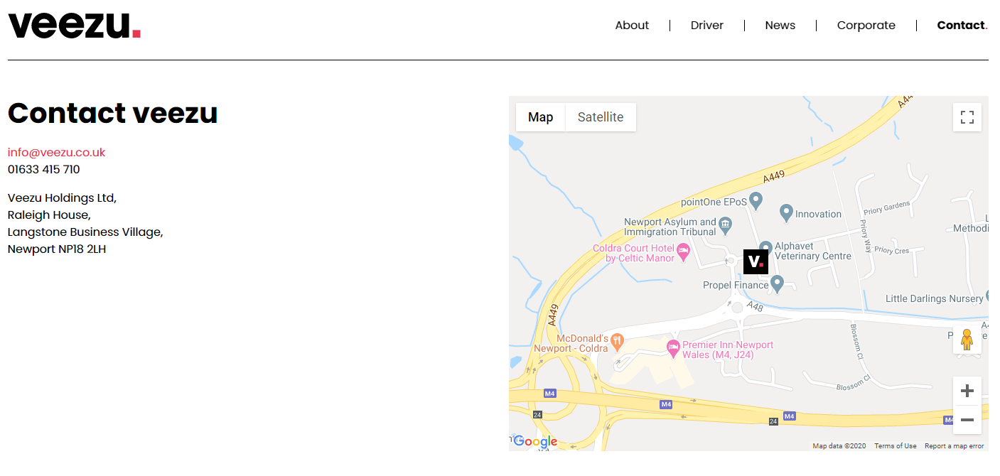 veezu.
About
Driver
News
Corporate
Contact.
Contact veezu
info@veezu.co.uk
01633 415 710
Veezu Holdings Ltd,
Raleigh House,
Langstone Business Village,
Newport NP18 2LH
Map
Satellite
A449
pointOne EPoS
Innovation
Priory Gardens
Newport Asylum and
Immigration Tribunal
Priory Way
Methodi
Coldra Court Hotel
by Celtic Manor
Alphavet
Veterinary Centre
Priory Cres
V.
Propel Finance
Little Darlings Nursery
A48
A449
McDonald's
Newport - Coldra
Premier Inn Newport
Wales (M4, J24)
Blossom Cl
Blossom Cl
M4
M4
M4
M4
24
24
Google
Map data ©2020
Terms of Use
Report a map error